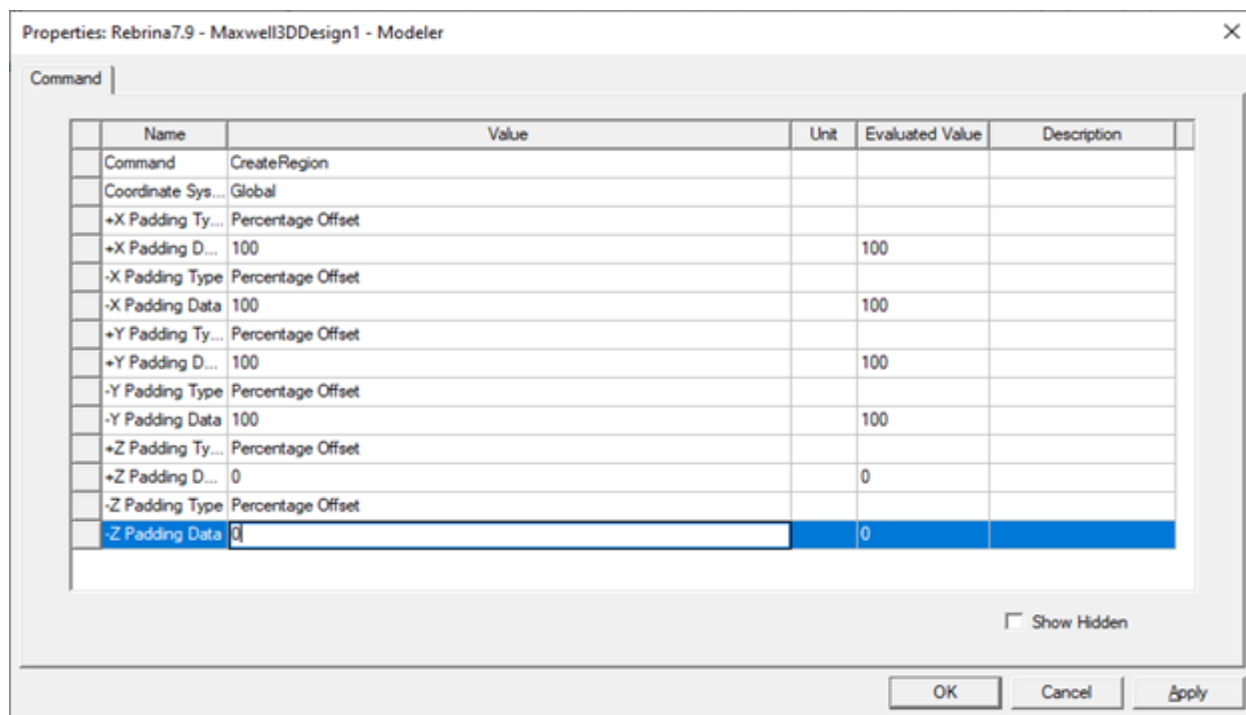 Properties: Rebrina7.9 - Maxwell3DDesign1 - Modeler
Command
Name Value Unit Evaluated Value Description
Command CreateRegion
Coordinate Sys... Global
+X Padding Ty... Percentage Offset
+X Padding D... 100 100
-X Padding Type Percentage Offset
-X Padding Data 100 100
+Y Padding Ty... Percentage Offset
+Y Padding D... 100 100
-Y Padding Type Percentage Offset
-Y Padding Data 100 100
+Z Padding Ty... Percentage Offset
+Z Padding D... 0 0
-Z Padding Type Percentage Offset
-Z Padding Data 0 0
Show Hidden
OK Cancel Apply